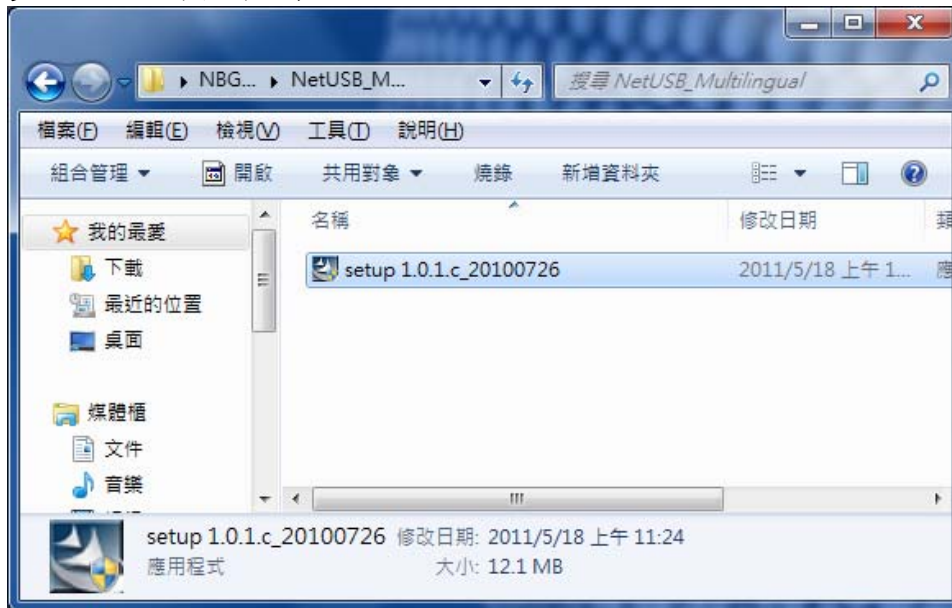 NBG... NetUSB_M... 搜尋 NetUSB_Multilingual
檔案(F) 編輯(E) 檢視(V) 工具(T) 說明(H)
組合管理 開啟 共用對象 燒錄 新增資料夾
我的最愛
下載
最近的位置
桌面
媒體櫃
文件
音樂
名稱 修改日期
setup 1.0.1.c_20100726 2011/5/18 上午 1...
setup 1.0.1.c_20100726 修改日期: 2011/5/18 上午 11:24
應用程式 大小: 12.1 MB